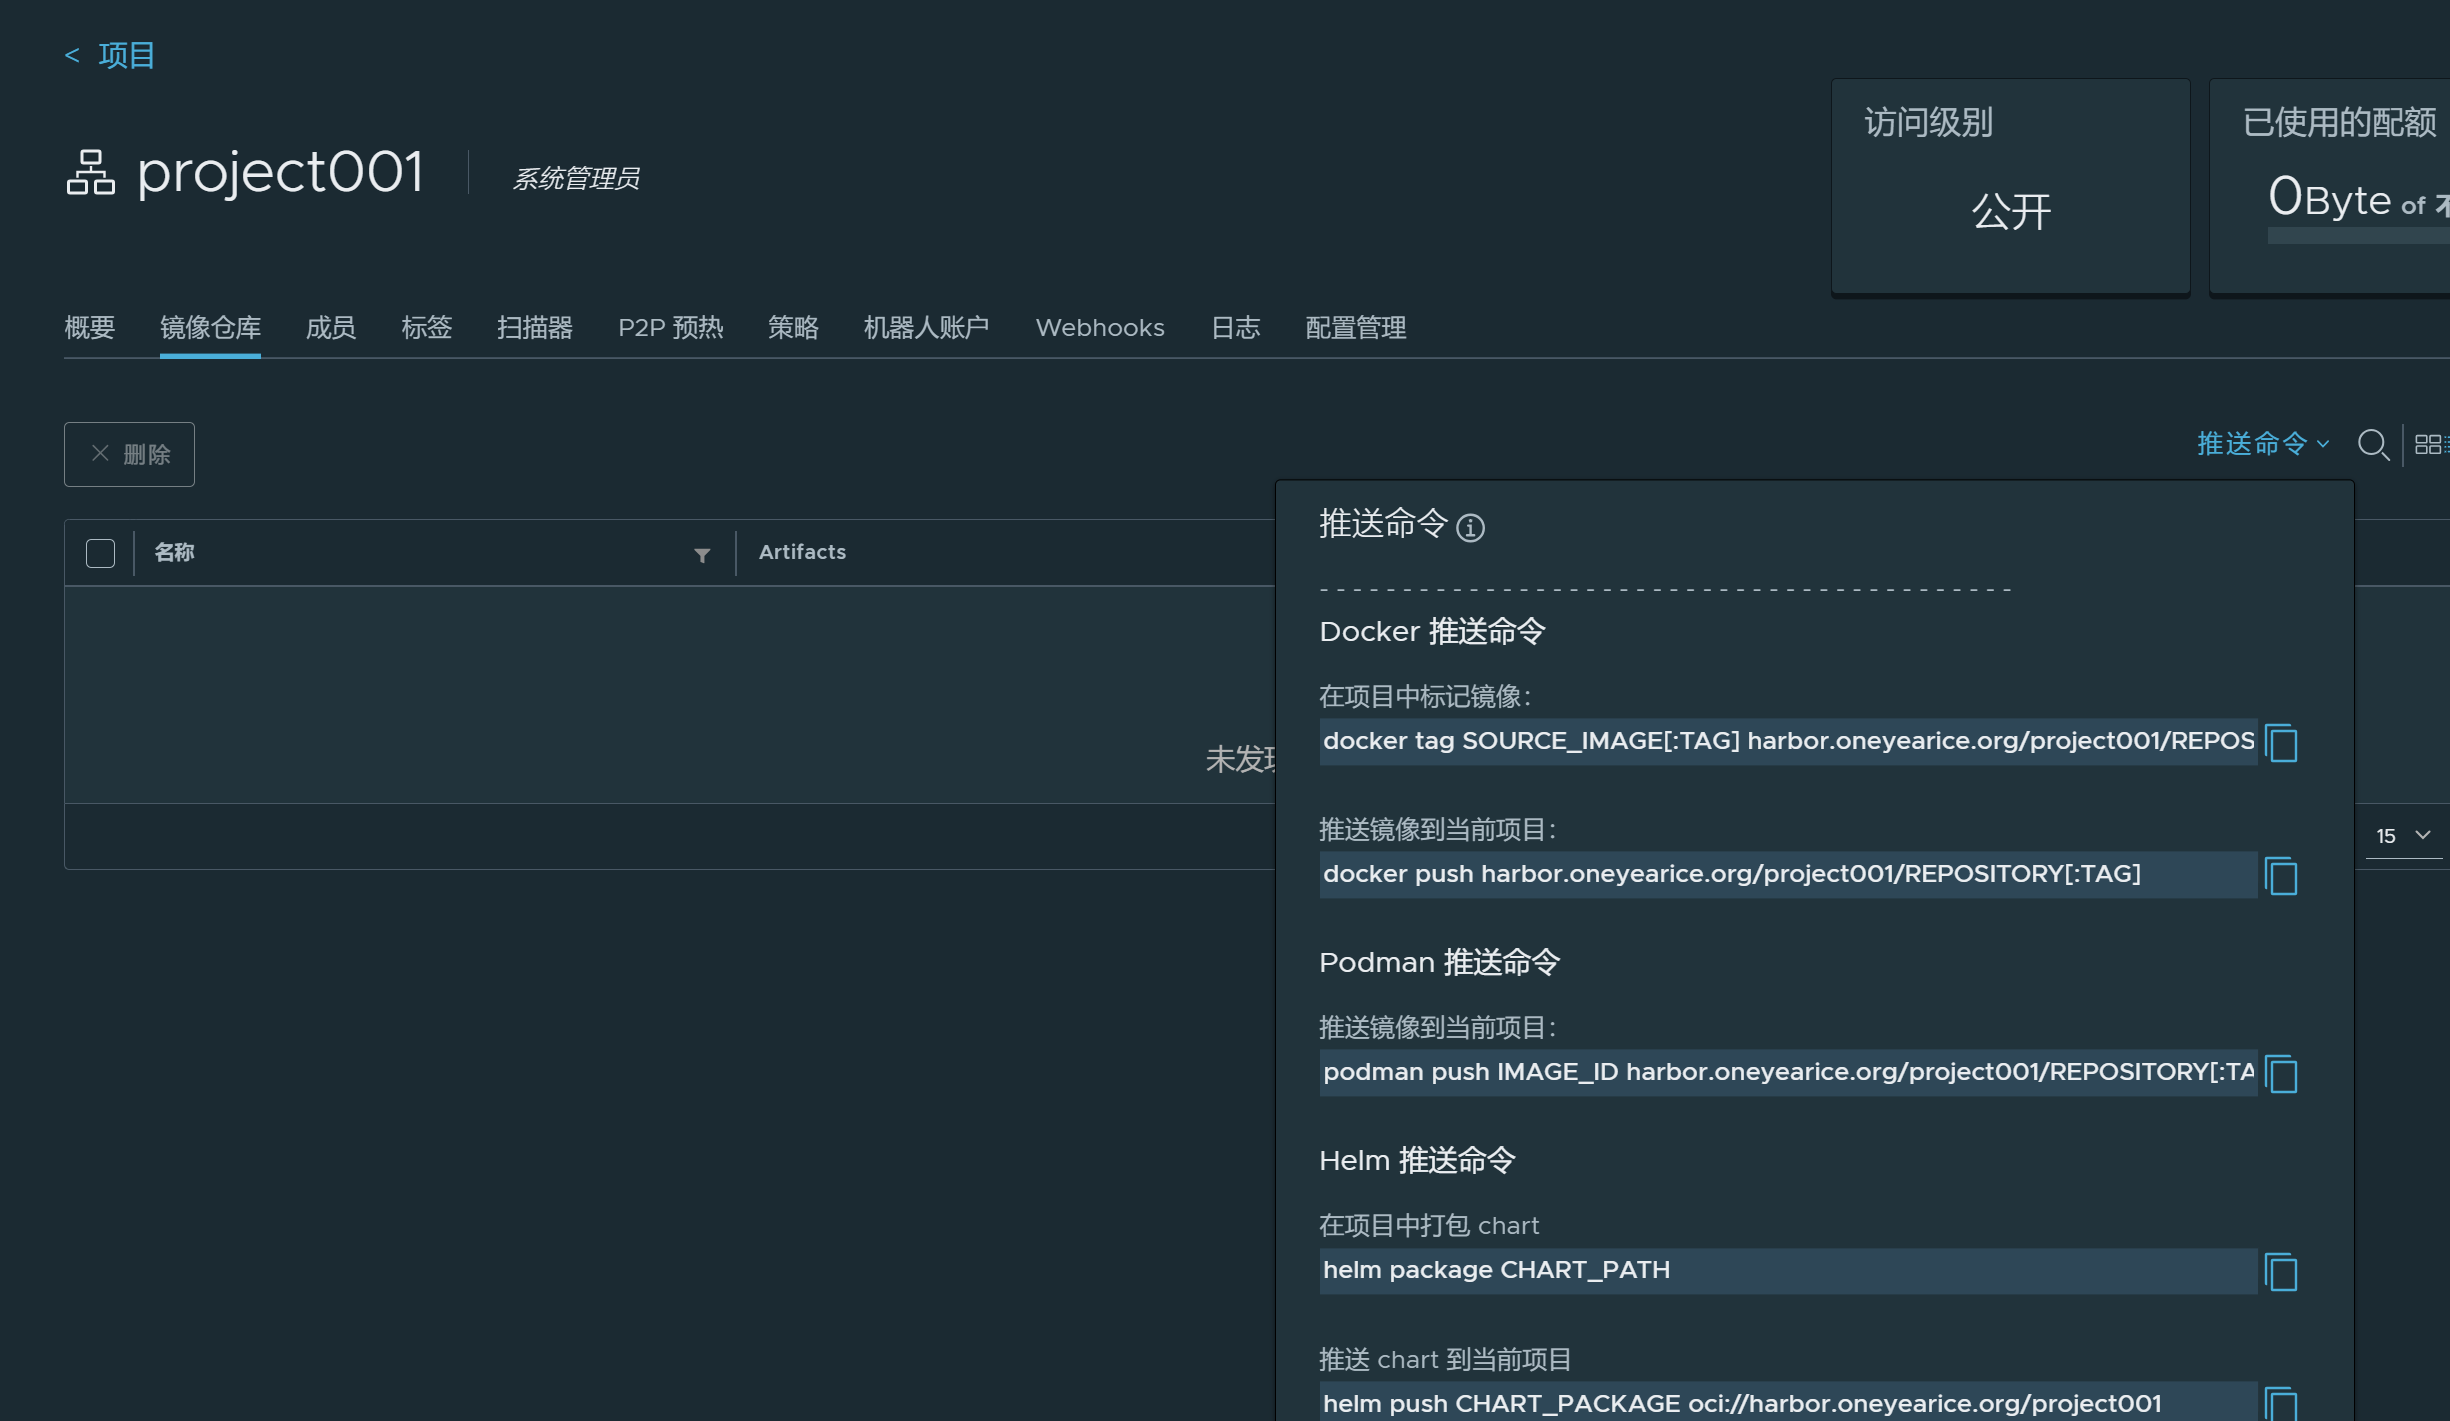 < 项目
project001
系统管理员
访问级别
公开
已使用的配额
0Byte of
概要 镜像仓库 成员 标签 扫描器 P2P 预热 策略 机器人账户 Webhooks 日志 配置管理
删除
推送命令
名称 Artifacts
未发
15
推送命令
- - - - - - - - - - - - - - - - - - - - - - - - - - - - - - - - - - - - - - - - - -
Docker 推送命令
在项目中标记镜像：
docker tag SOURCE_IMAGE[:TAG] harbor.oneyearice.org/project001/REPOS
推送镜像到当前项目：
docker push harbor.oneyearice.org/project001/REPOSITORY[:TAG]
Podman 推送命令
推送镜像到当前项目：
podman push IMAGE_ID harbor.oneyearice.org/project001/REPOSITORY[:TA
Helm 推送命令
在项目中打包 chart
helm package CHART_PATH
推送 chart 到当前项目
helm push CHART_PACKAGE oci://harbor.oneyearice.org/project001